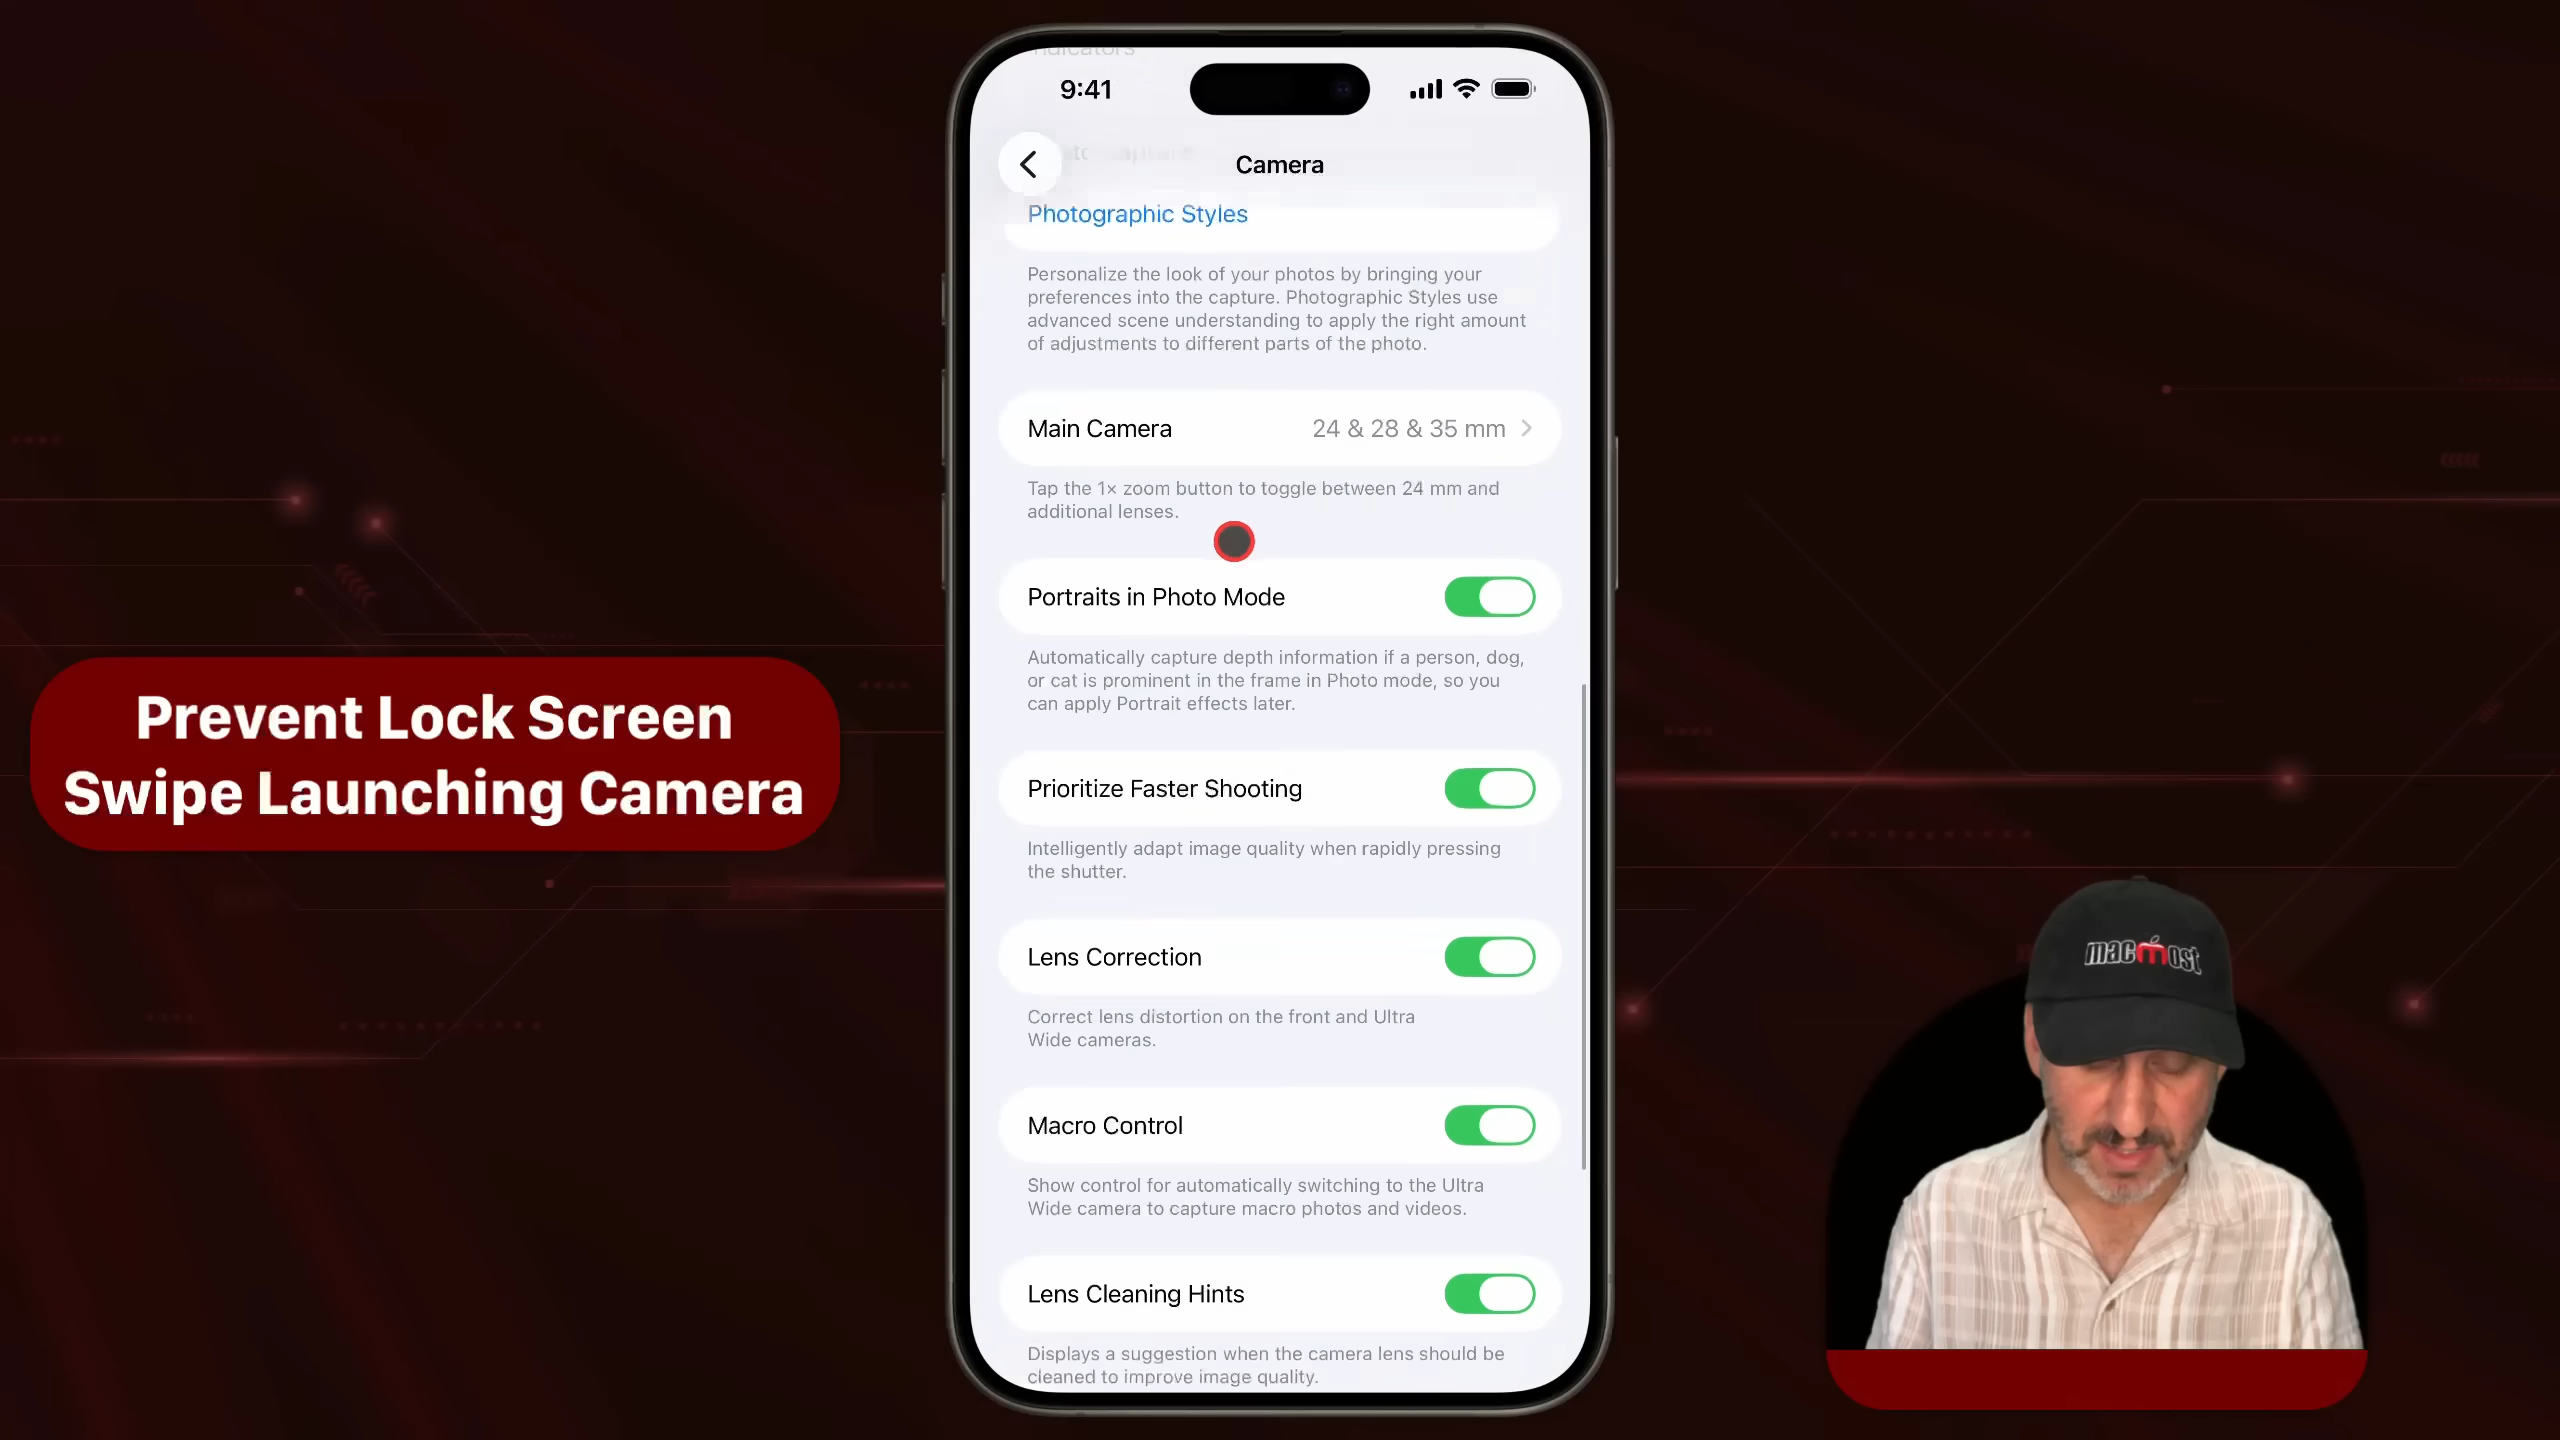 Indicators
9:41
Camera
Photographic Styles
Personalize the look of your photos by bringing your
preferences into the capture. Photographic Styles use
advanced scene understanding to apply the right amount
of adjustments to different parts of the photo.
Main Camera 24 & 28 & 35 mm
Tap the 1× zoom button to toggle between 24 mm and
additional lenses.
Portraits in Photo Mode
Automatically capture depth information if a person, dog,
or cat is prominent in the frame in Photo mode, so you
can apply Portrait effects later.
Prioritize Faster Shooting
Intelligently adapt image quality when rapidly pressing
the shutter.
Lens Correction
Correct lens distortion on the front and Ultra
Wide cameras.
Macro Control
Show control for automatically switching to the Ultra
Wide camera to capture macro photos and videos.
Lens Cleaning Hints
Displays a suggestion when the camera lens should be
cleaned to improve image quality.
Prevent Lock Screen
Swipe Launching Camera
macmost